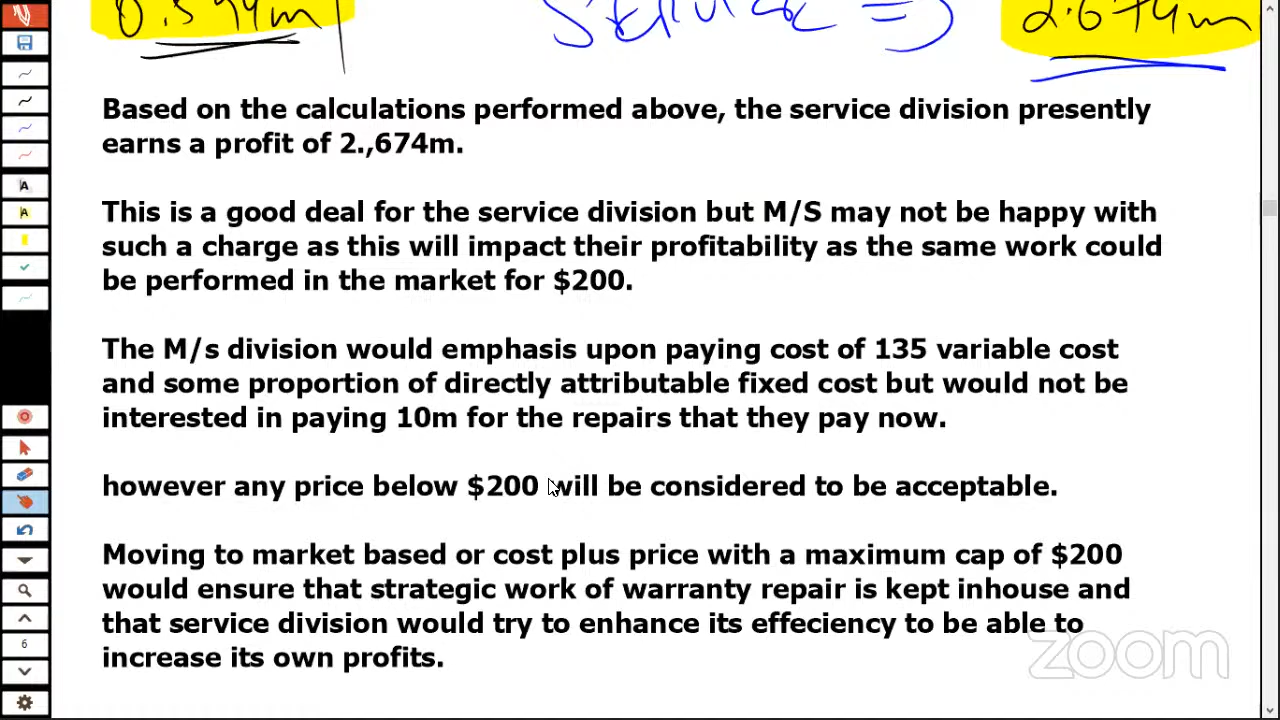 0.594m Service => 2.674m
Based on the calculations performed above, the service division presently
earns a profit of 2.,674m.
This is a good deal for the service division but M/S may not be happy with
such a charge as this will impact their profitability as the same work could
be performed in the market for $200.
The M/s division would emphasis upon paying cost of 135 variable cost
and some proportion of directly attributable fixed cost but would not be
interested in paying 10m for the repairs that they pay now.
however any price below $200 will be considered to be acceptable.
Moving to market based or cost plus price with a maximum cap of $200
would ensure that strategic work of warranty repair is kept inhouse and
that service division would try to enhance its effeciency to be able to
increase its own profits.
A
A
6
zoom